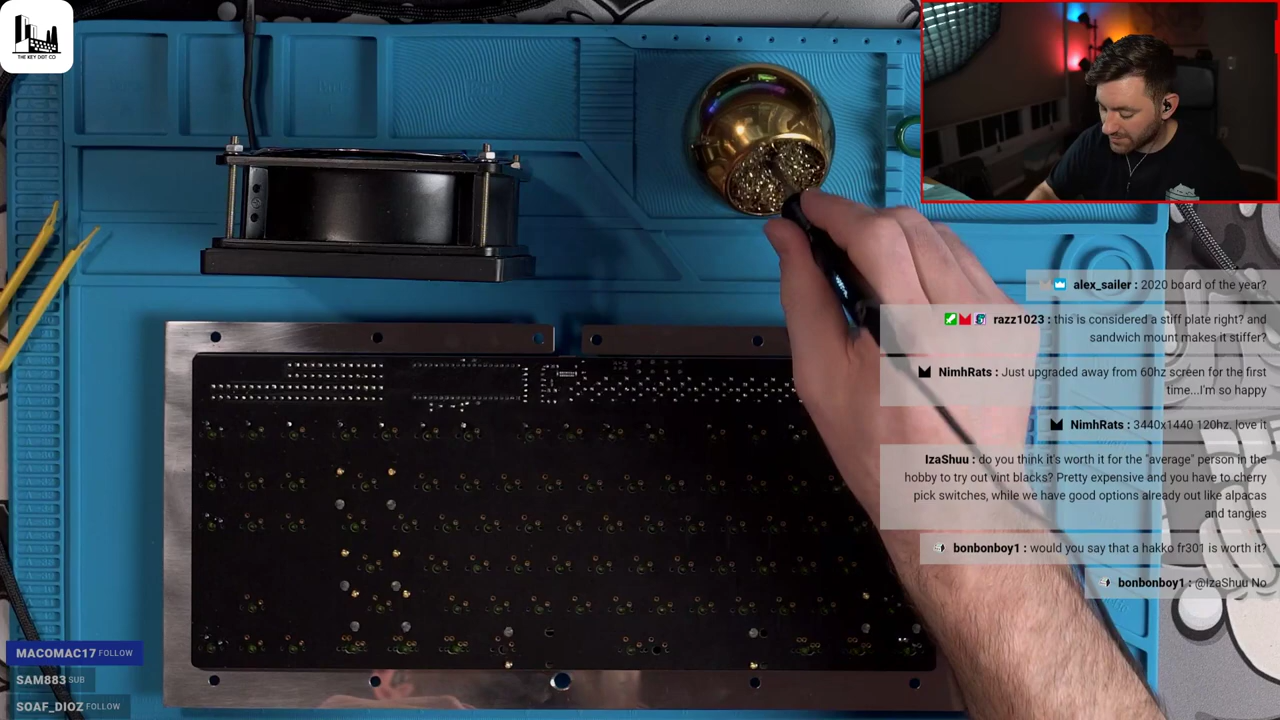 THE KEY DOT CO
alex_sailer : 2020 board of the year?
razz1023 : this is considered a stiff plate right? and
sandwich mount makes it stiffer?
NimhRats : Just upgraded away from 60hz screen for the first
time...I'm so happy
NimhRats : 3440x1440 120hz. love it
IzaShuu : do you think it's worth it for the "average" person in the
hobby to try out vint blacks? Pretty expensive and you have to cherry
pick switches, while we have good options already out like alpacas
and tangies
bonbonboy1 : would you say that a hakko fr301 is worth it?
bonbonboy1 : @IzaShuu No
MACOMAC17 FOLLOW
SAM883 SUB
SOAF_DIOZ FOLLOW